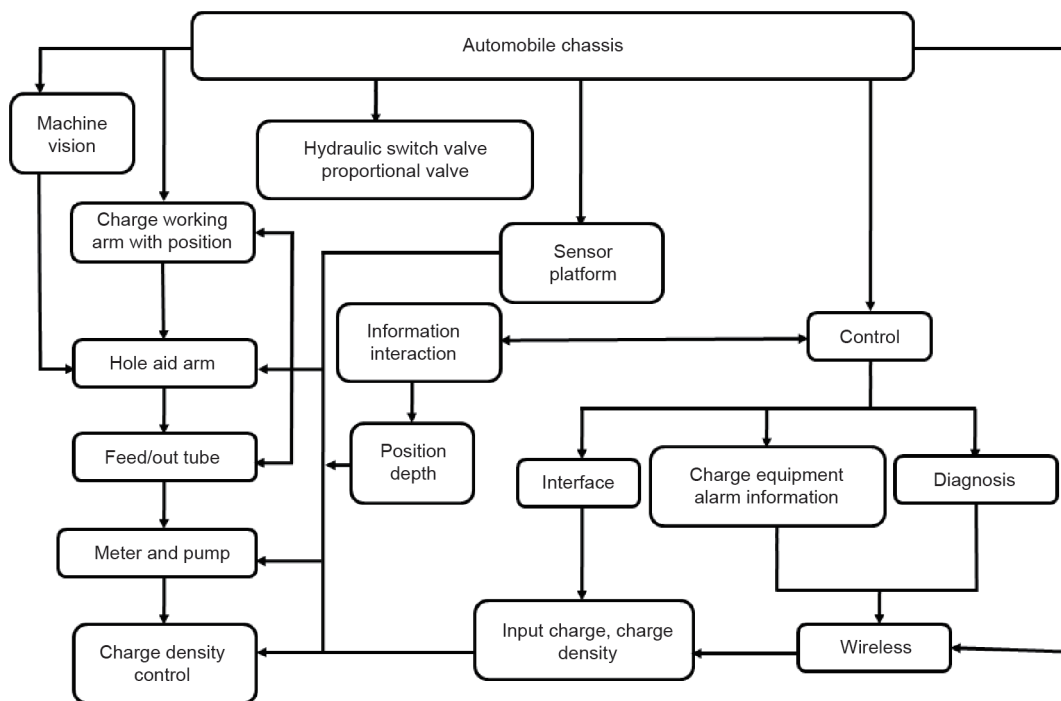 Automobile chassis
Machine
vision
Hydraulic switch valve
proportional valve
Charge working
arm with position
Sensor
platform
Information
interaction
Control
Hole aid arm
Feed/out tube
Position
depth
Interface
Charge equipment
alarm information
Diagnosis
Meter and pump
Input charge, charge
density
Wireless
Charge density
control